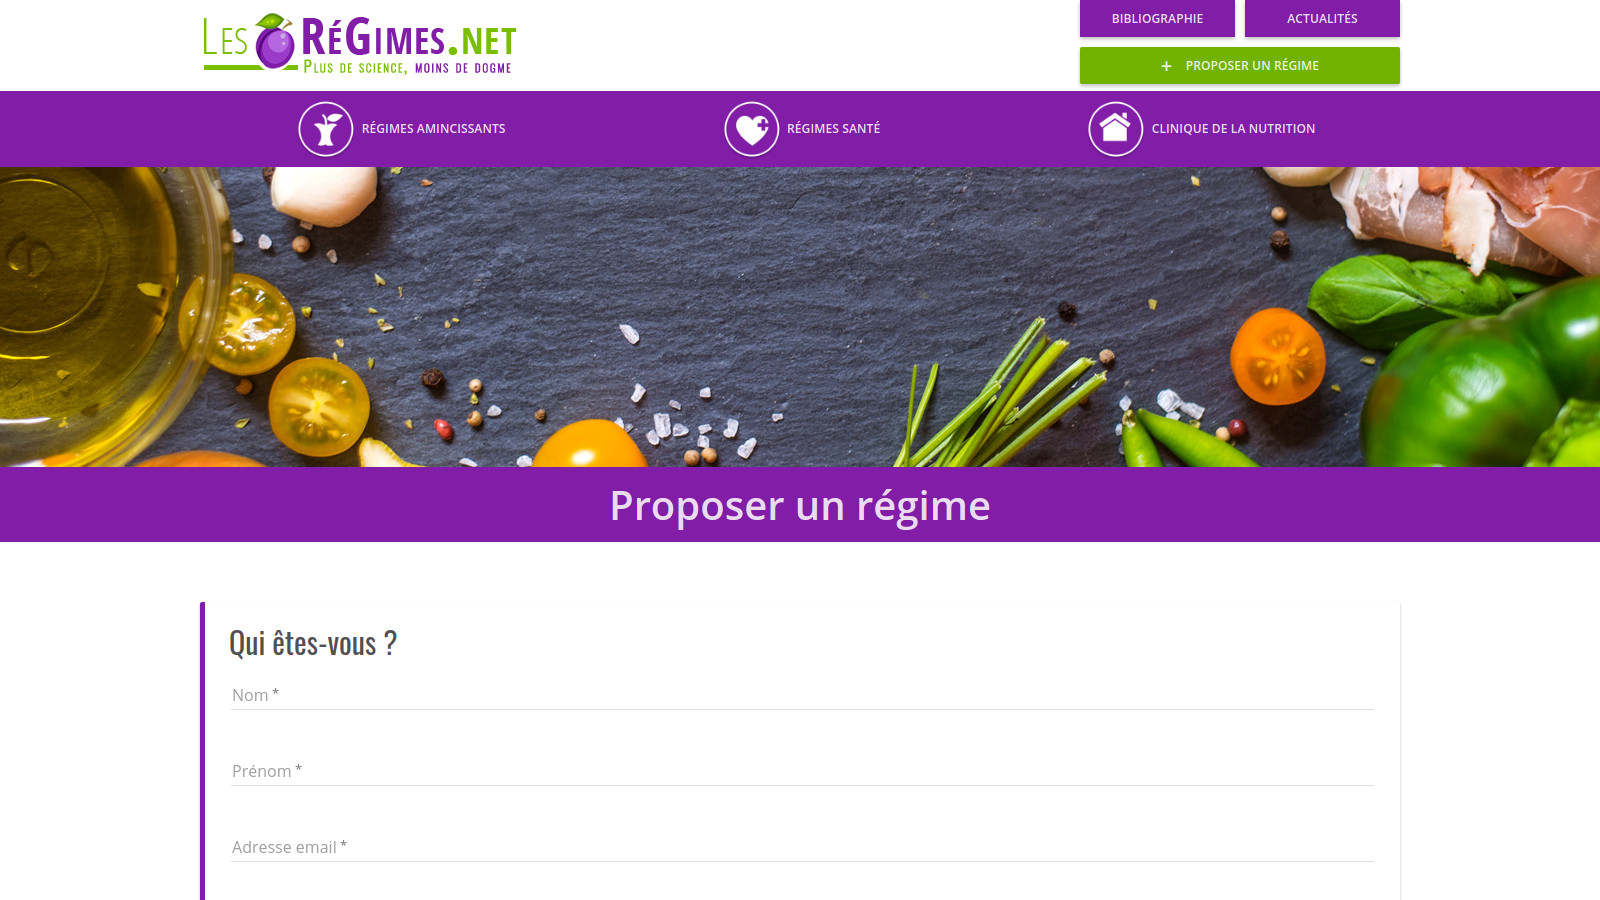 Les RéGimes.net
Plus de science, moins de dogme
BIBLIOGRAPHIE
ACTUALITÉS
+ PROPOSER UN RÉGIME
RÉGIMES AMINCISSANTS
RÉGIMES SANTÉ
CLINIQUE DE LA NUTRITION
Proposer un régime
Qui êtes-vous ?
Nom *
Prénom *
Adresse email *